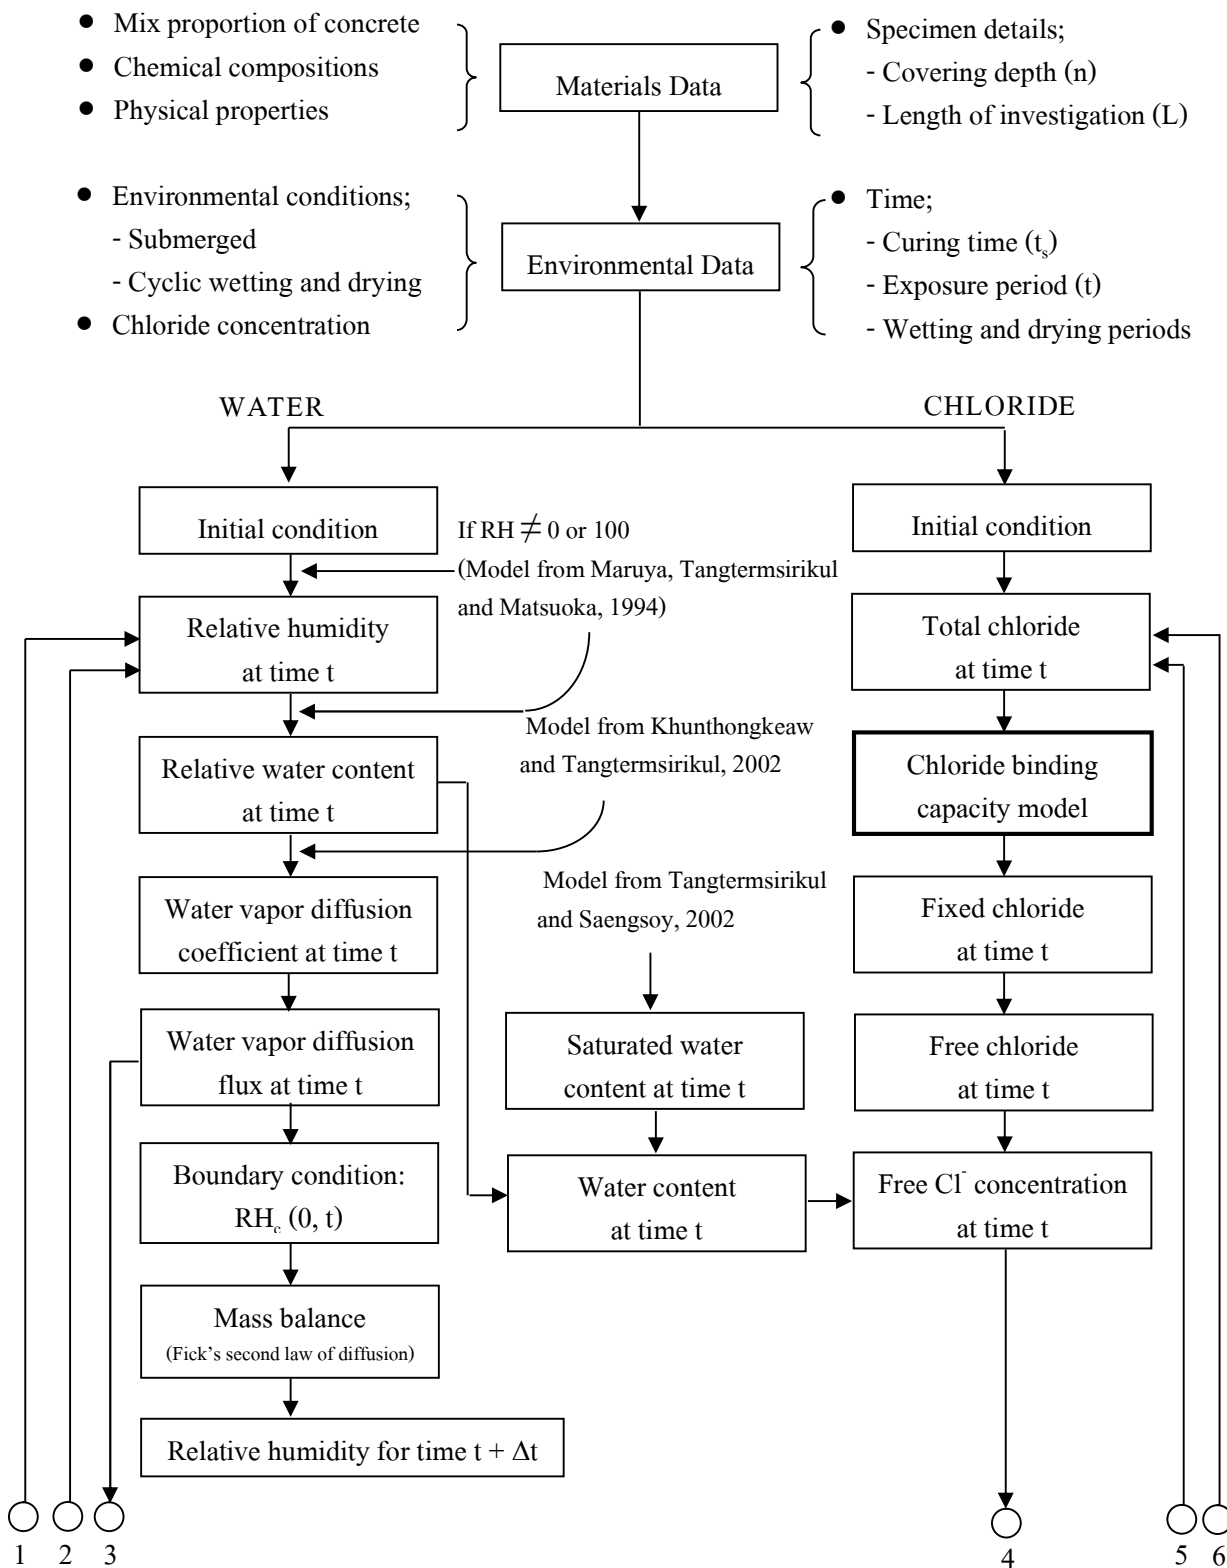 ● Mix proportion of concrete
● Chemical compositions
● Physical properties
Materials Data
● Specimen details;
- Covering depth (n)
- Length of investigation (L)
● Environmental conditions;
- Submerged
- Cyclic wetting and drying
● Chloride concentration
Environmental Data
● Time;
- Curing time (tₛ)
- Exposure period (t)
- Wetting and drying periods
WATER
CHLORIDE
Initial condition
If RH ≠ 0 or 100
(Model from Maruya, Tangtermsirikul
and Matsuoka, 1994)
Initial condition
Relative humidity
at time t
Total chloride
at time t
Relative water content
at time t
Model from Khunthongkeaw
and Tangtermsirikul, 2002
Chloride binding
capacity model
Water vapor diffusion
coefficient at time t
Model from Tangtermsirikul
and Saengsoy, 2002
Fixed chloride
at time t
Water vapor diffusion
flux at time t
Saturated water
content at time t
Free chloride
at time t
Boundary condition:
RH꜀ (0, t)
Water content
at time t
Free Cl⁻ concentration
at time t
Mass balance
(Fick's second law of diffusion)
Relative humidity for time t + Δt
1
2
3
4
5
6